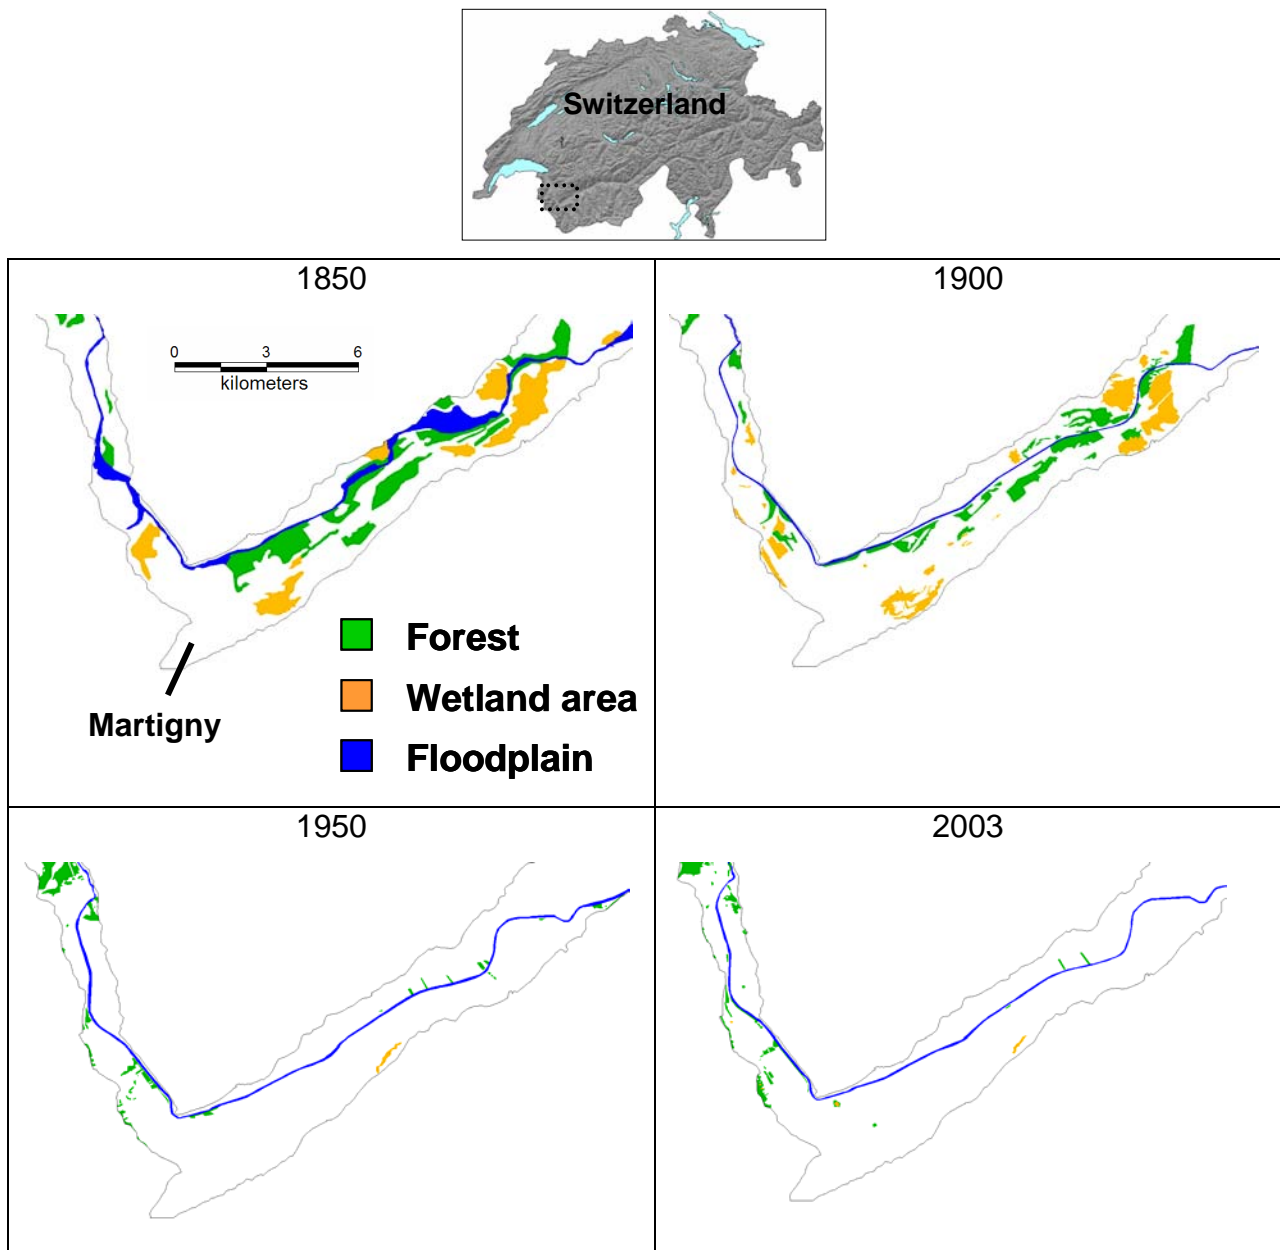 Switzerland
1850
1900
0 3 6
kilometers
Forest
Wetland area
Martigny
Floodplain
1950
2003